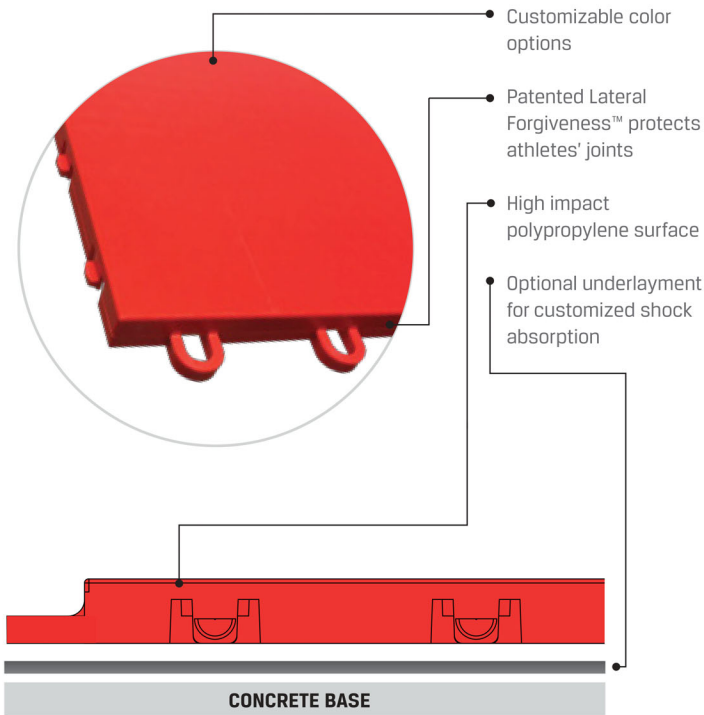 Customizable color
options
Patented Lateral
Forgiveness™ protects
athletes' joints
High impact
polypropylene surface
Optional underlayment
for customized shock
absorption
CONCRETE BASE